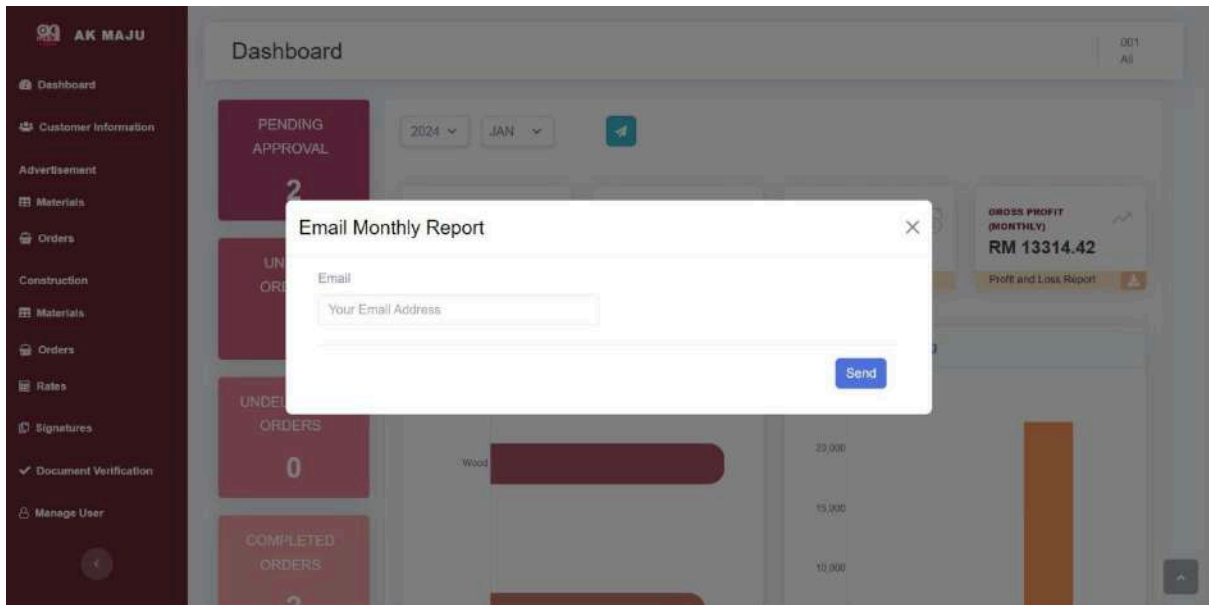 AK MAJU
Dashboard
Customer Information
Advertisement
Materials
Orders
Construction
Materials
Orders
Rates
Signatures
Document Verification
Manage User
Dashboard
001
All
PENDING
APPROVAL
2
2024
JAN
Email Monthly Report
Email
Your Email Address
Send
GROSS PROFIT
(MONTHLY)
RM 13314.42
Profit and Loss Report
ORDERS
0
COMPLETED
ORDERS
Wood
20,000
15,000
10,000